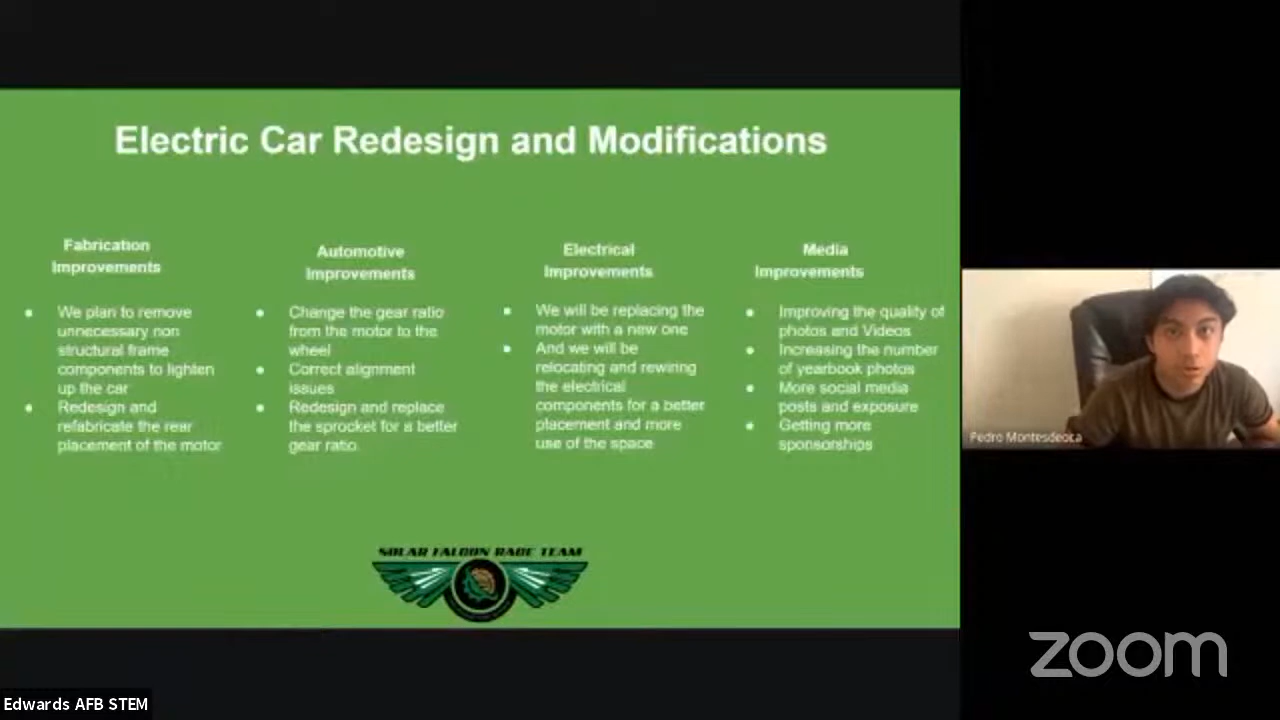 Electric Car Redesign and Modifications
Fabrication
Improvements
We plan to remove
unnecessary non
structural frame
components to lighten
up the car
Redesign and
refabricate the rear
placement of the motor
Automotive
Improvements
Change the gear ratio
from the motor to the
wheel
Correct alignment
issues
Redesign and replace
the sprocket for a better
gear ratio.
Electrical
Improvements
We will be replacing the
motor with a new one
And we will be
relocating and rewiring
the electrical
components for a better
placement and more
use of the space
Media
Improvements
Improving the quality of
photos and Videos
Increasing the number
of yearbook photos
More social media
posts and exposure
Getting more
sponsorships
SOLAR FALCON RACE TEAM
Pedro Montesdeoca
zoom
Edwards AFB STEM